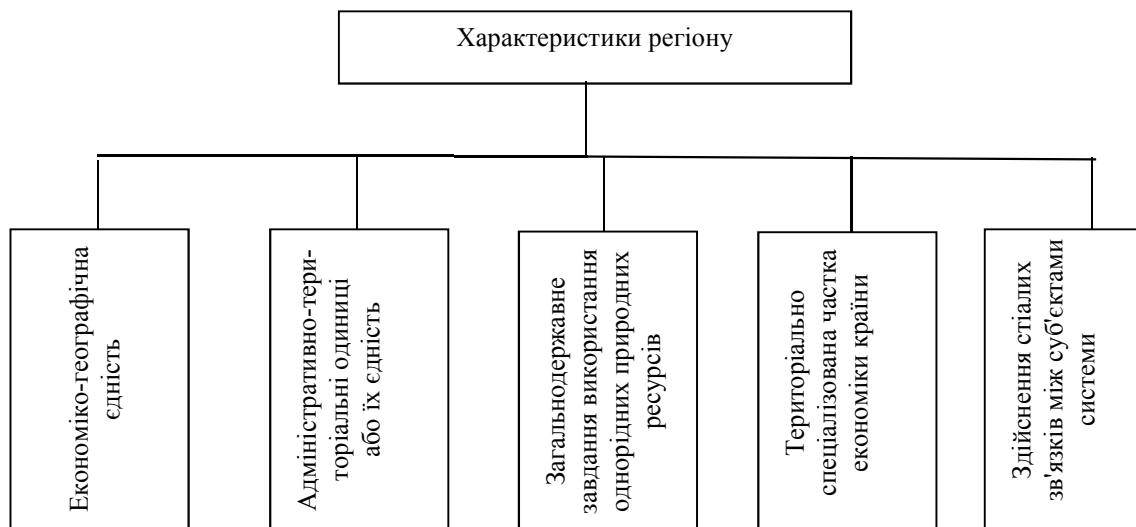 Характеристики регіону
Економіко-географічна
єдність
Адміністративно-тери-
торіальні одиниці
або їх єдність
Загальнодержавне
завдання використання
однорідних природних
ресурсів
Територіально
спеціалізована частка
економіки країни
Здійснення стіалих
зв'язків між суб'єктами
системи